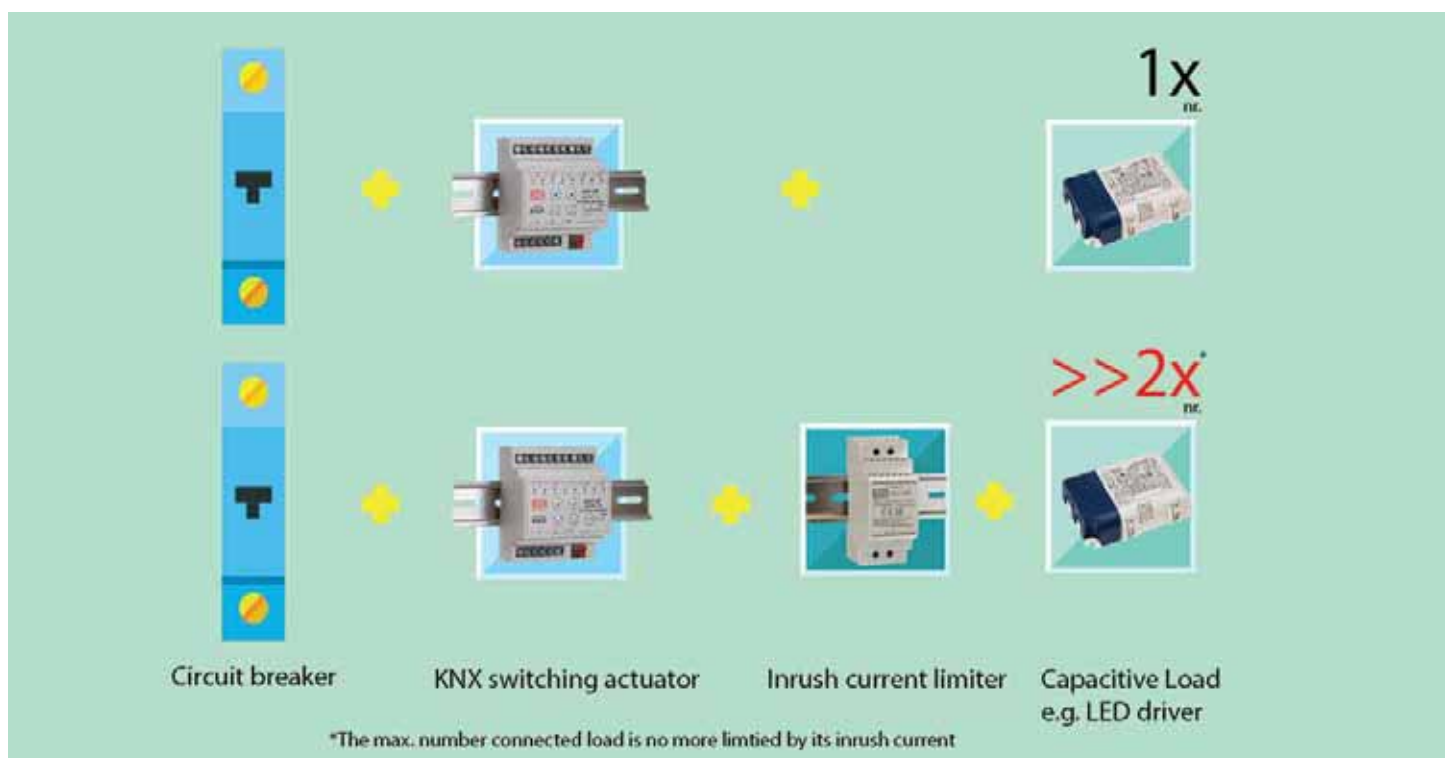 1x
nr.
>>2x*
nr.
Circuit breaker
KNX switching actuator
Inrush current limiter
Capacitive Load
e.g. LED driver
*The max. number connected load is no more limtied by its inrush current